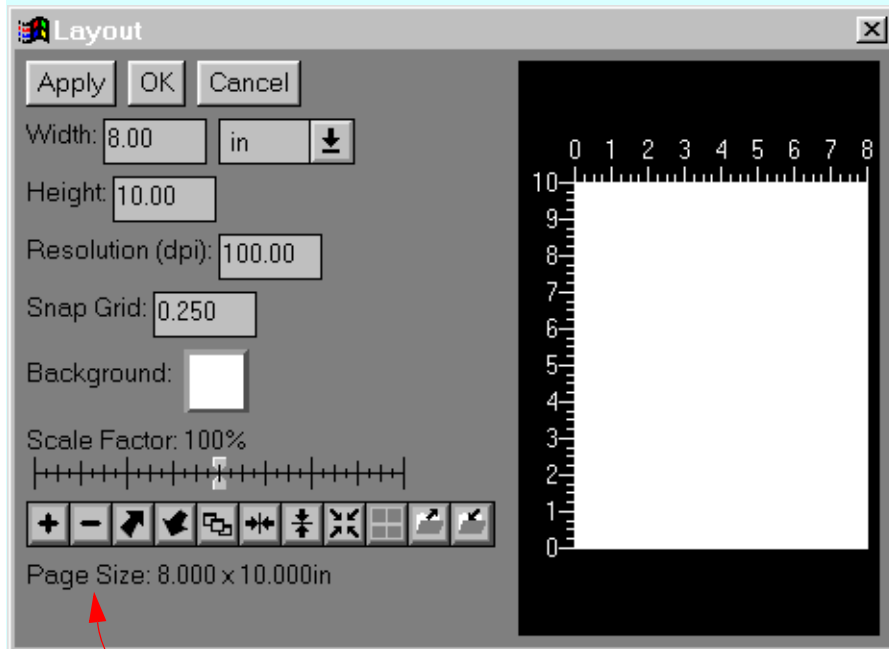 Layout
Apply OK Cancel
Width: 8.00 in
Height: 10.00
Resolution (dpi): 100.00
Snap Grid: 0.250
Background:
Scale Factor: 100%
Page Size: 8.000 x 10.000in
0 1 2 3 4 5 6 7 8
10
9
8
7
6
5
4
3
2
1
0